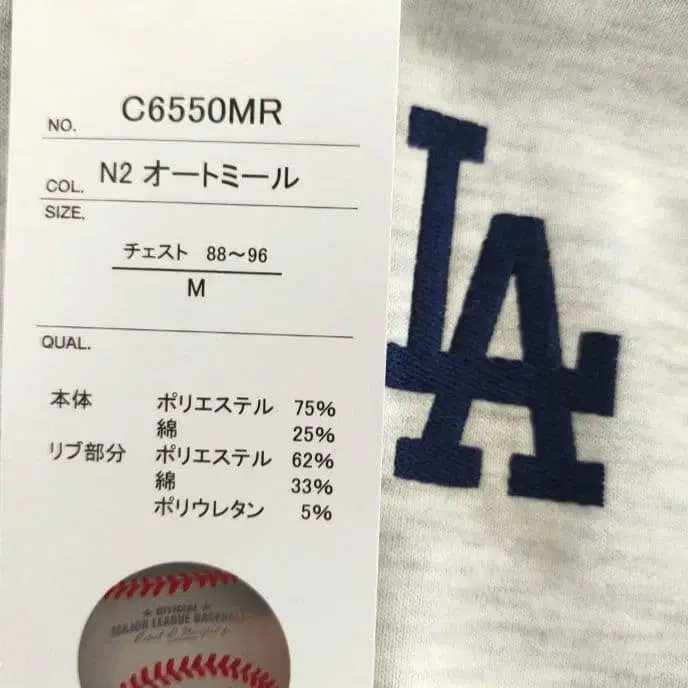 NO. C6550MR
COL. N2 オートミール
SIZE.
チェスト 88～96
M
QUAL.
本体 ポリエステル 75%
綿 25%
リブ部分 ポリエステル 62%
綿 33%
ポリウレタン 5%
OFFICIAL
MAJOR LEAGUE BASEBALL
LA